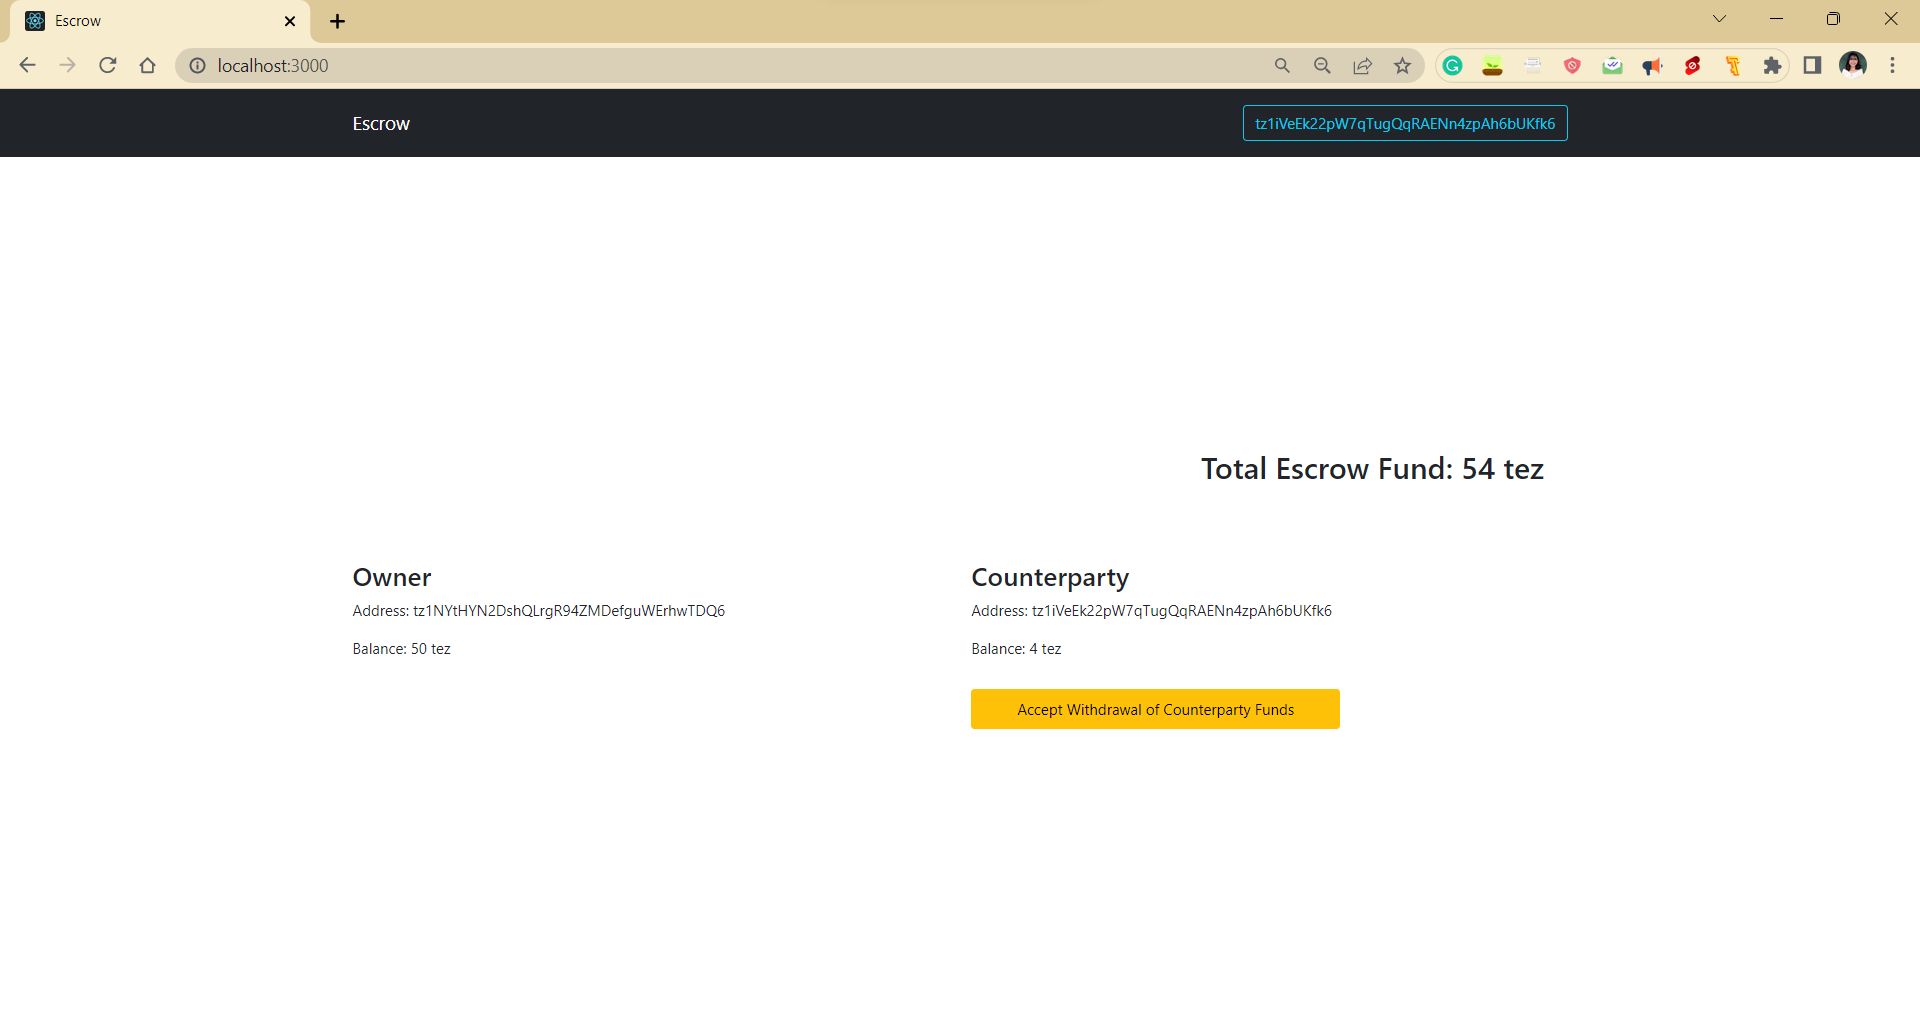 Escrow
localhost:3000
Escrow
tz1iVeEk22pW7qTugQqRAENn4zpAh6bUKfk6
Total Escrow Fund: 54 tez
Owner
Address: tz1NYtHYN2DshQLrgR94ZMDefguWErhwTDQ6
Balance: 50 tez
Counterparty
Address: tz1iVeEk22pW7qTugQqRAENn4zpAh6bUKfk6
Balance: 4 tez
Accept Withdrawal of Counterparty Funds